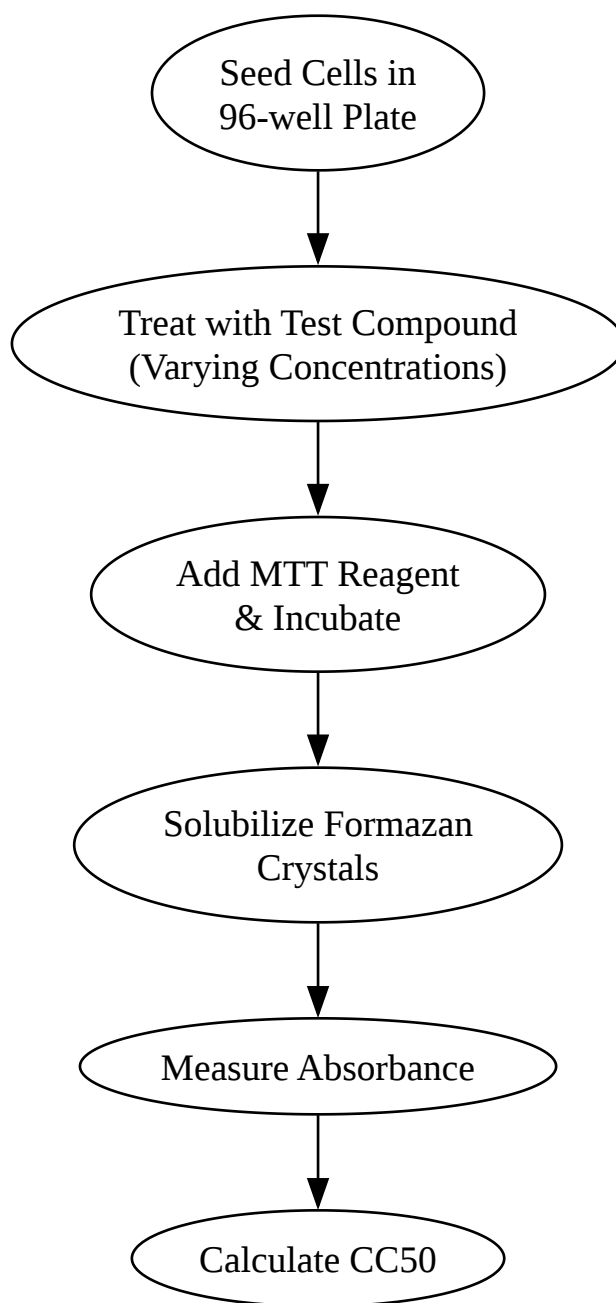 Seed Cells in
96-well Plate
Treat with Test Compound
(Varying Concentrations)
Add MTT Reagent
& Incubate
Solubilize Formazan
Crystals
Measure Absorbance
Calculate CC50